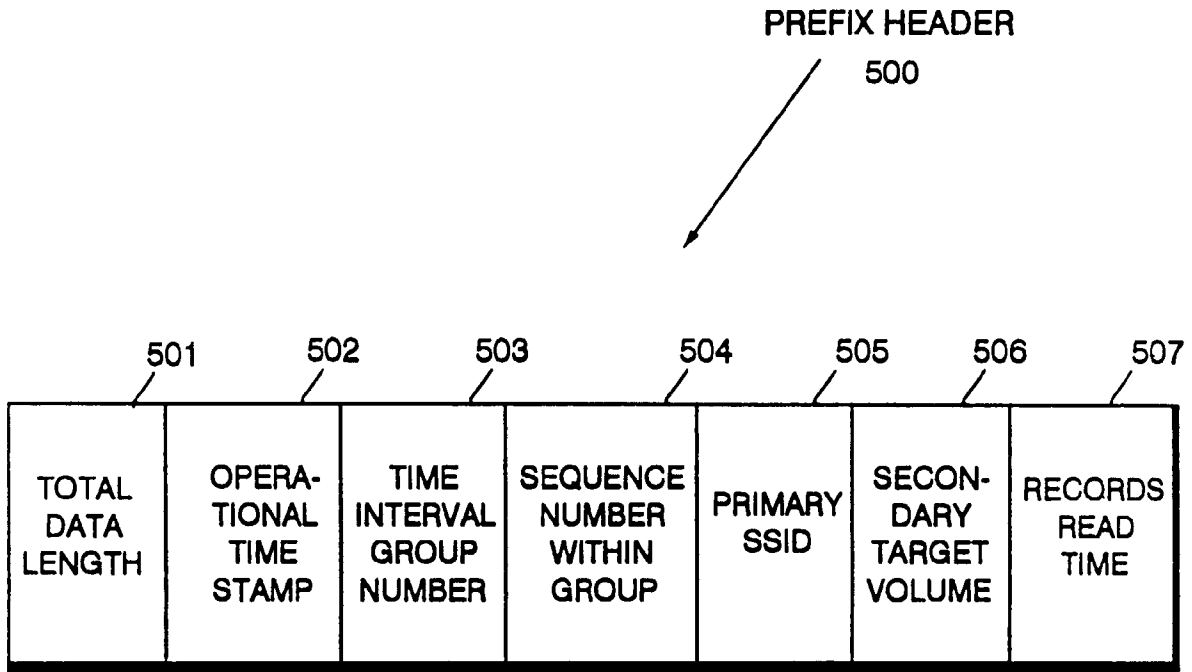 PREFIX HEADER
500
501 502 503 504 505 506 507
TOTAL
DATA
LENGTH
OPERA-
TIONAL
TIME
STAMP
TIME
INTERVAL
GROUP
NUMBER
SEQUENCE
NUMBER
WITHIN
GROUP
PRIMARY
SSID
SECON-
DARY
TARGET
VOLUME
RECORDS
READ
TIME